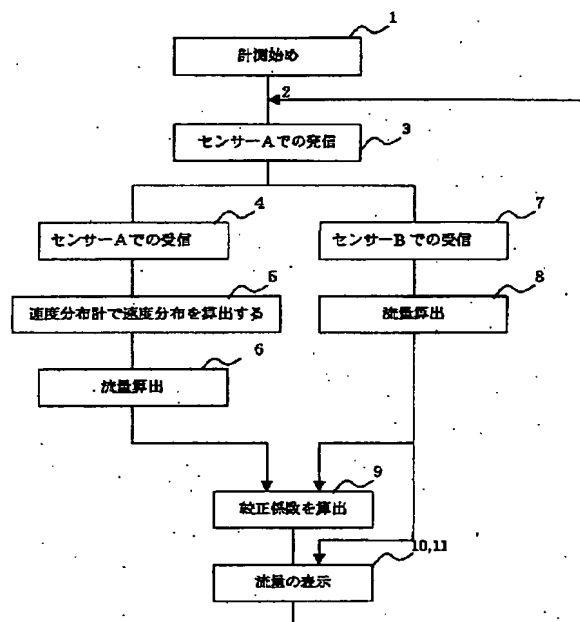 1
計測始め
2
センサーAでの発信
3
4
センサーAでの受信
7
センサーBでの受信
5
速度分布計で速度分布を算出する
8
流量算出
6
流量算出
9
較正係数を算出
10,11
流量の表示